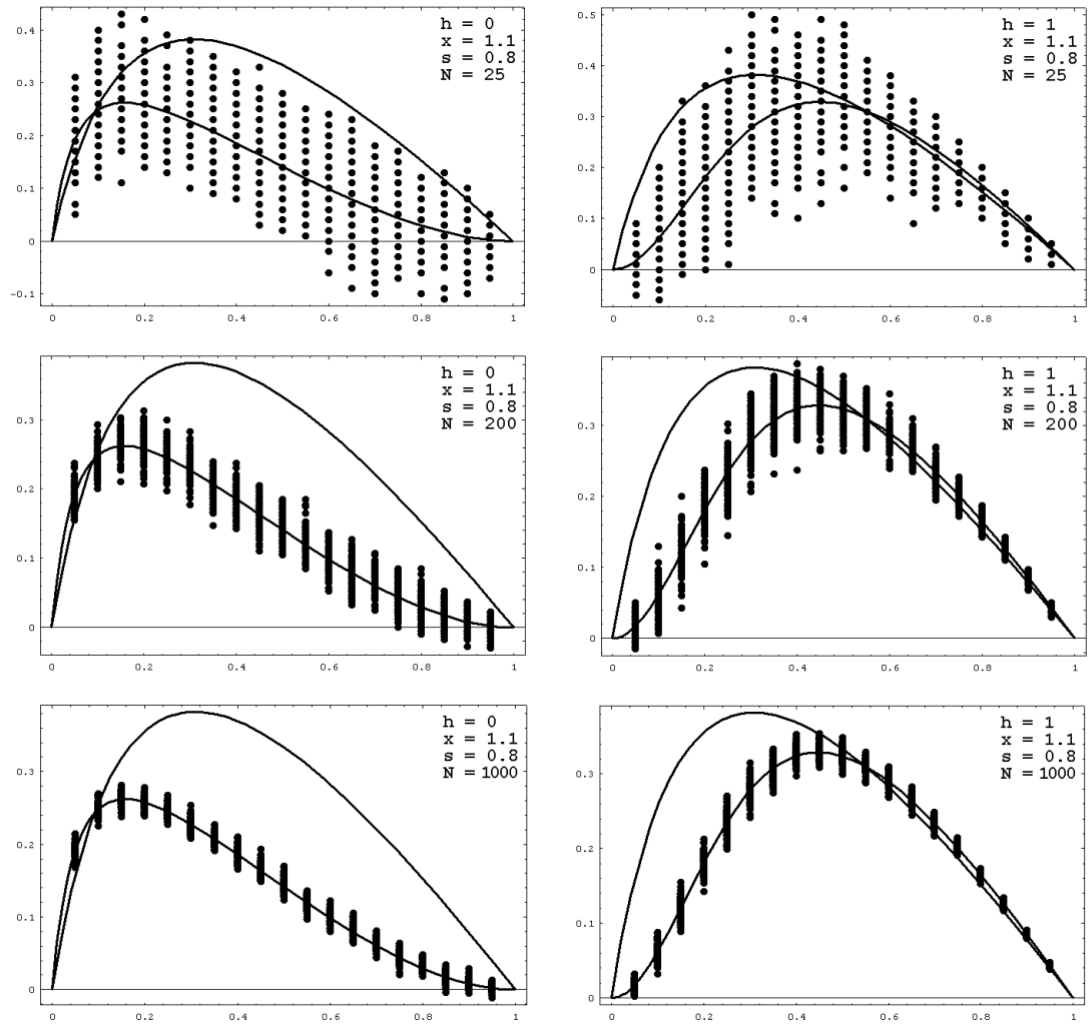 0.4
0.3
0.2
0.1
0
-0.1
0
0.2
0.4
0.6
0.8
1
h = 0
x = 1.1
s = 0.8
N = 25
0.5
0.4
0.3
0.2
0.1
0
0
0.2
0.4
0.6
0.8
1
h = 1
x = 1.1
s = 0.8
N = 25
0.3
0.2
0.1
0
0
0.2
0.4
0.6
0.8
1
h = 0
x = 1.1
s = 0.8
N = 200
0.3
0.2
0.1
0
0
0.2
0.4
0.6
0.8
1
h = 1
x = 1.1
s = 0.8
N = 200
0.3
0.2
0.1
0
0
0.2
0.4
0.6
0.8
1
h = 0
x = 1.1
s = 0.8
N = 1000
0.3
0.2
0.1
0
0
0.2
0.4
0.6
0.8
1
h = 1
x = 1.1
s = 0.8
N = 1000